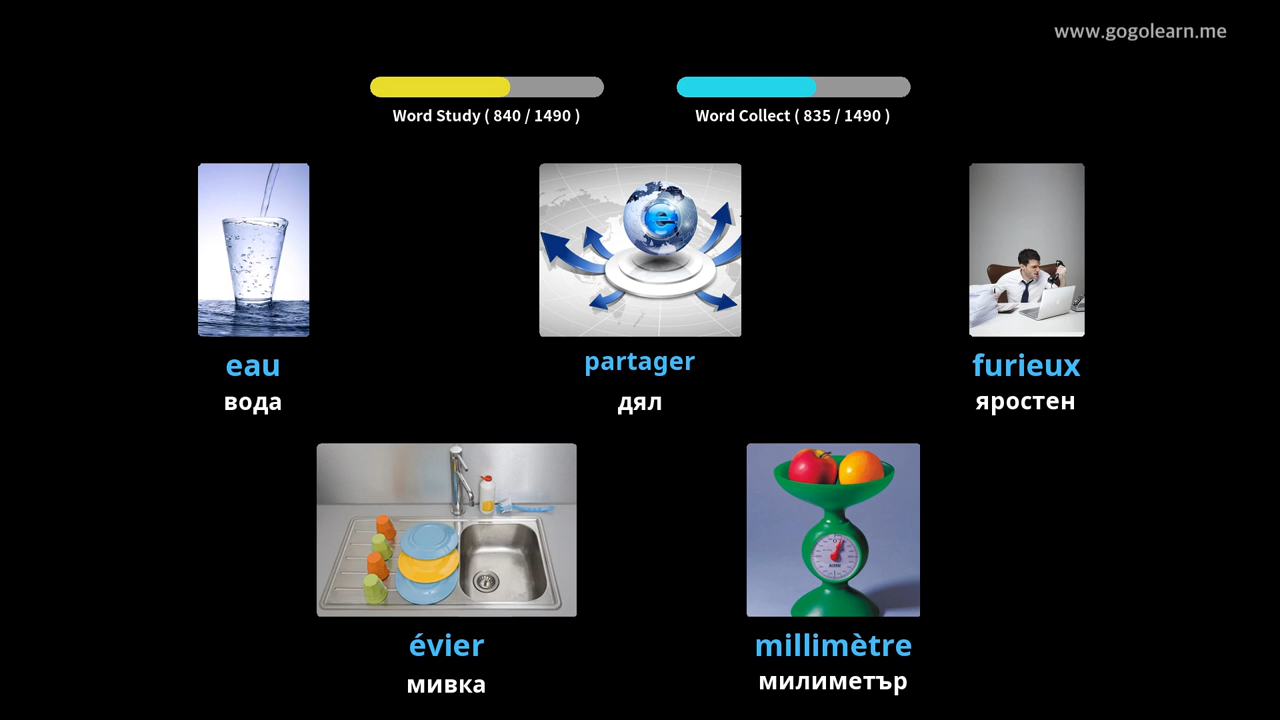 www.gogolearn.me
Word Study ( 840 / 1490 )
Word Collect ( 835 / 1490 )
e
eau
partager
furieux
вода
дял
яростен
évier
millimètre
мивка
милиметър